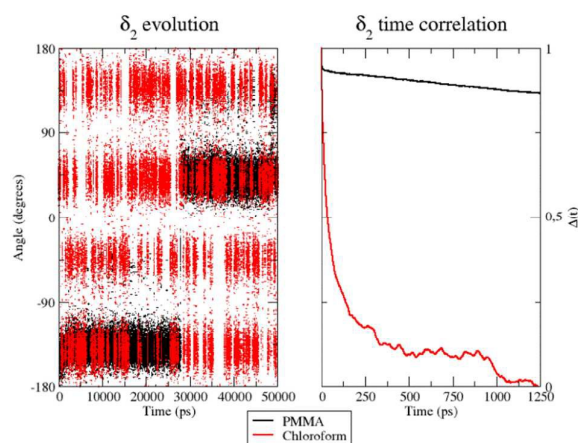 δ₂ evolution
δ₂ time correlation
180
90
0
-90
-180
Angle (degrees)
0 10000 20000 30000 40000 50000
Time (ps)
1
0,5
0
Δ(t)
0 250 500 750 1000 1250
Time (ps)
PMMA
Chloroform